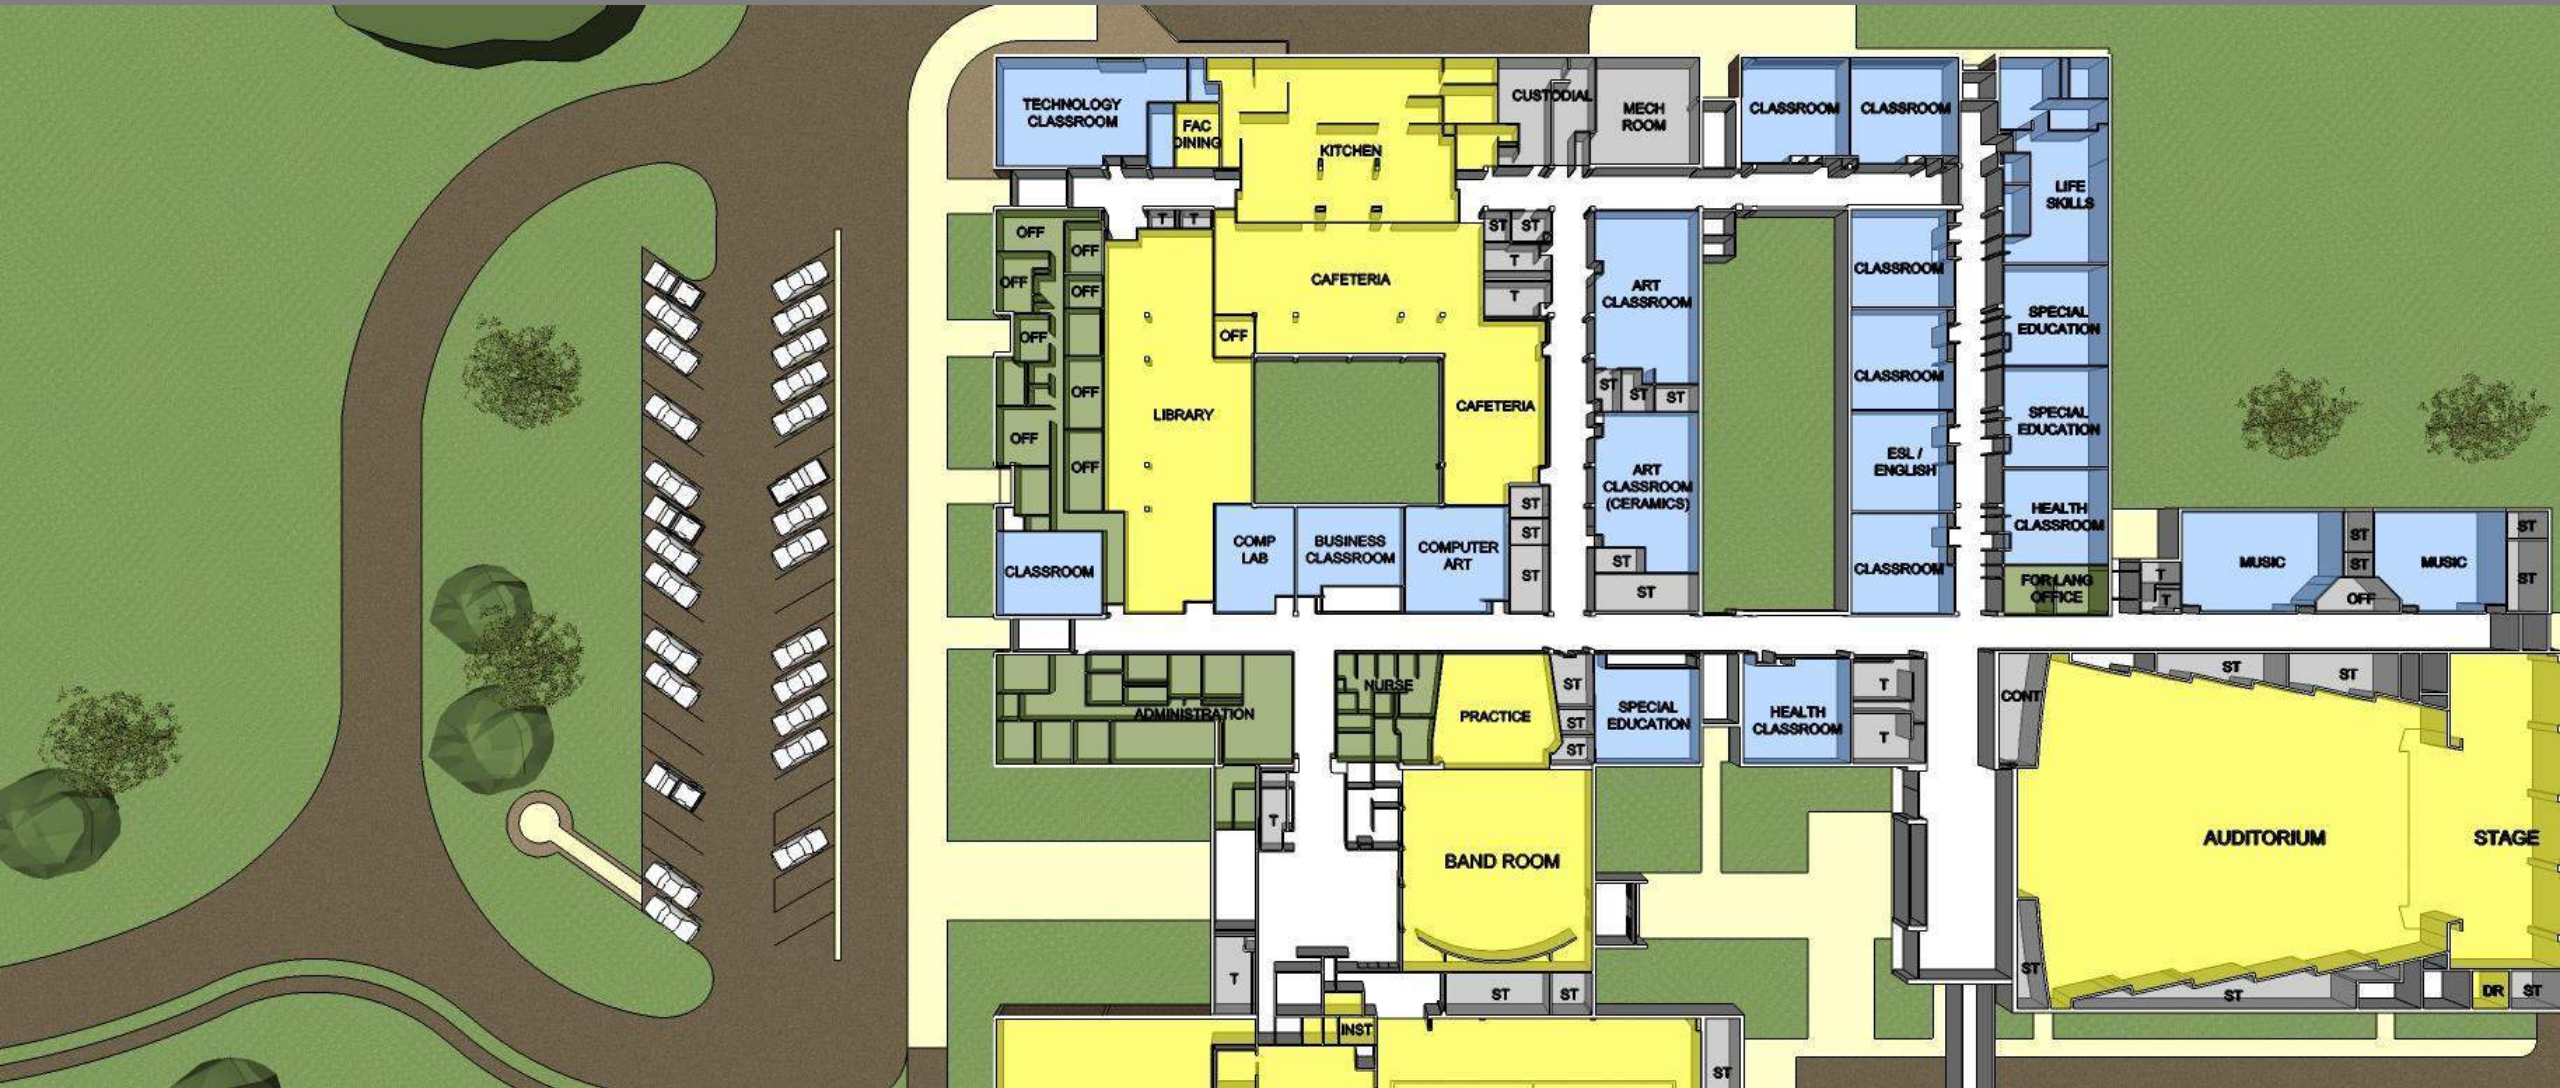 TECHNOLOGY
CLASSROOM
FAC
DINING
KITCHEN
CUSTODIAL
MECH
ROOM
CLASSROOM
CLASSROOM
LIFE
SKILLS
T
T
OFF
OFF
OFF
OFF
OFF
OFF
OFF
OFF
CAFETERIA
OFF
LIBRARY
CAFETERIA
ST
ST
T
T
ART
CLASSROOM
ST
ST
ST
ART
CLASSROOM
(CERAMICS)
ST
ST
CLASSROOM
CLASSROOM
ESL /
ENGLISH
CLASSROOM
SPECIAL
EDUCATION
SPECIAL
EDUCATION
HEALTH
CLASSROOM
FOR LANG
OFFICE
CLASSROOM
COMP
LAB
BUSINESS
CLASSROOM
COMPUTER
ART
ST
ST
ST
T
T
MUSIC
ST
ST
OFF
MUSIC
ST
ST
ADMINISTRATION
NURSE
PRACTICE
ST
ST
ST
SPECIAL
EDUCATION
HEALTH
CLASSROOM
T
T
CONT
ST
ST
T
BAND ROOM
AUDITORIUM
STAGE
T
ST
ST
ST
ST
DR
ST
INST
ST